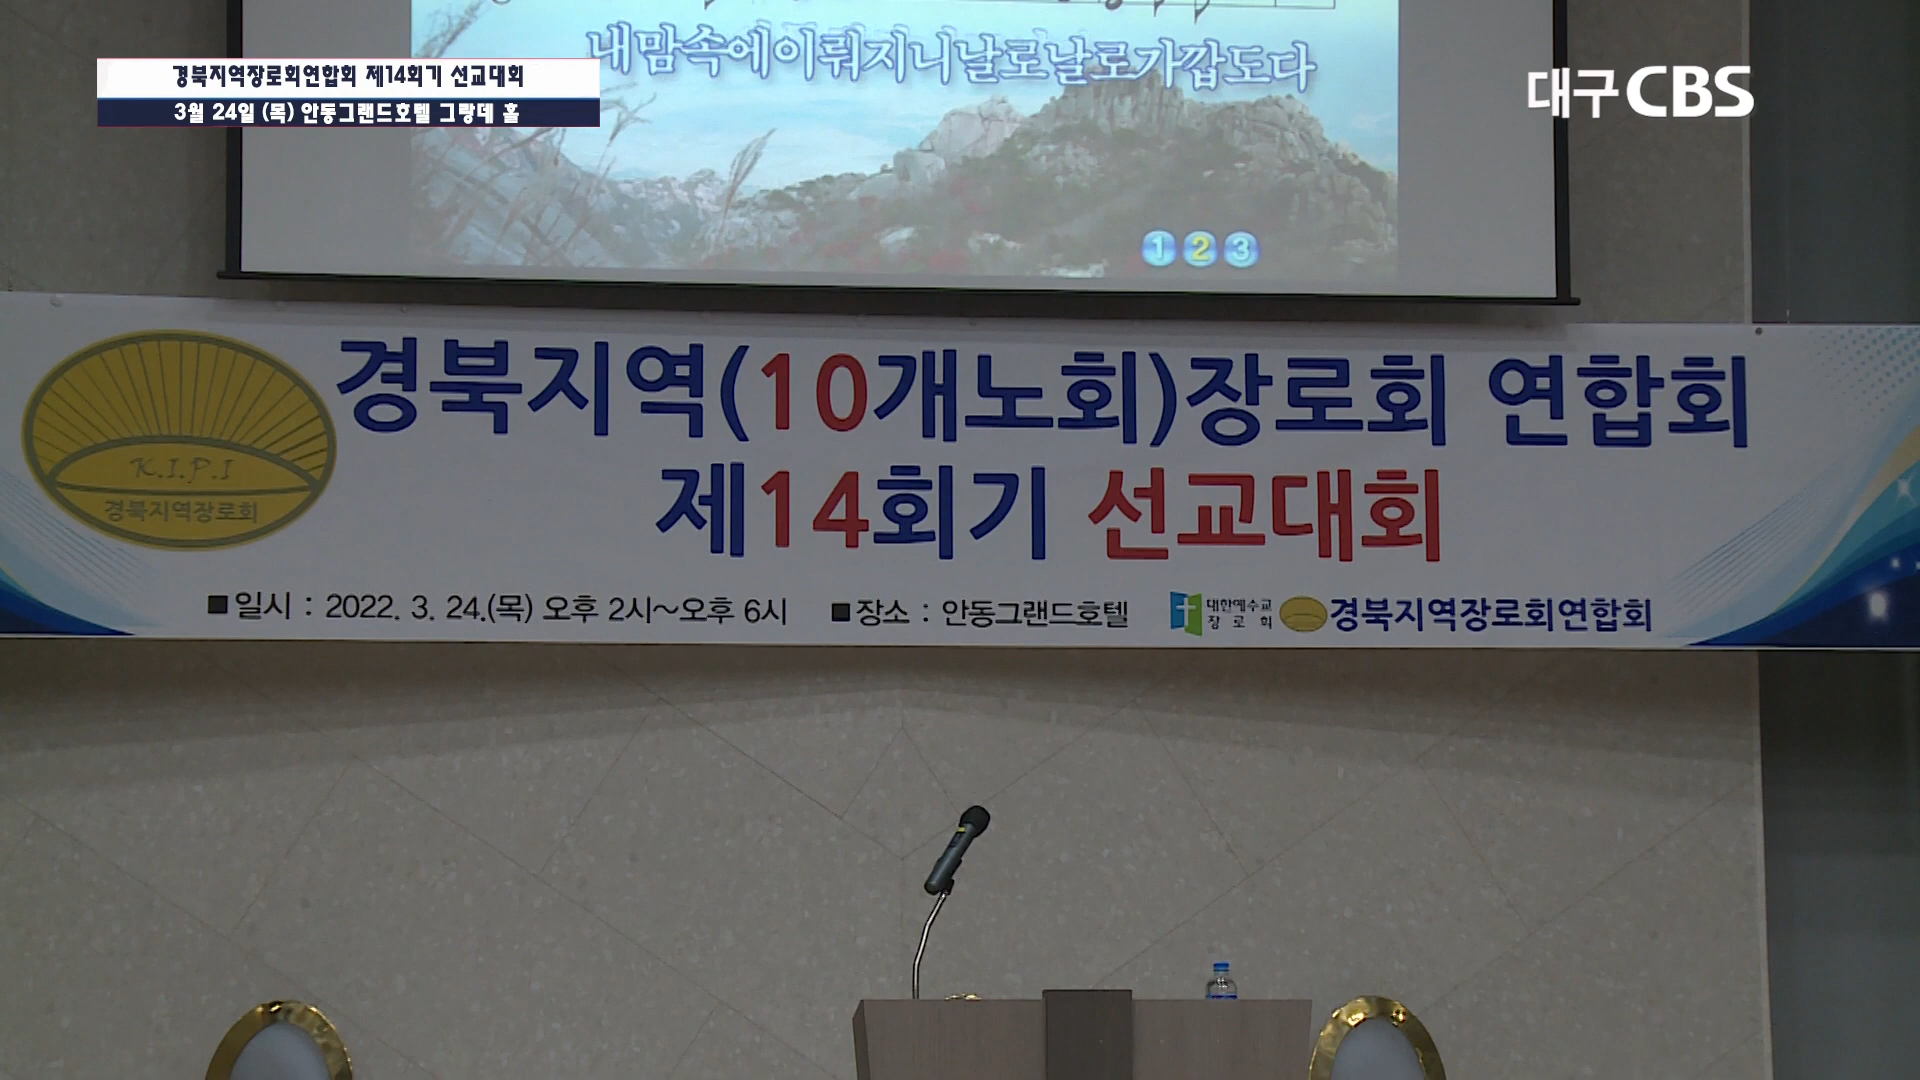 내맘속에이뤄지니날로날로가깝도다
경북지역장로회연합회 제14회기 선교대회
3월 24일 (목) 안동그랜드호텔 그랑데 홀
대구CBS
1 2 3
경북지역(10개노회)장로회 연합회
제14회기 선교대회
K.I.P.I
경북지역장로회
■일시 : 2022. 3. 24.(목) 오후 2시~오후 6시 ■장소 : 안동그랜드호텔
대한예수교
장로회
경북지역장로회연합회